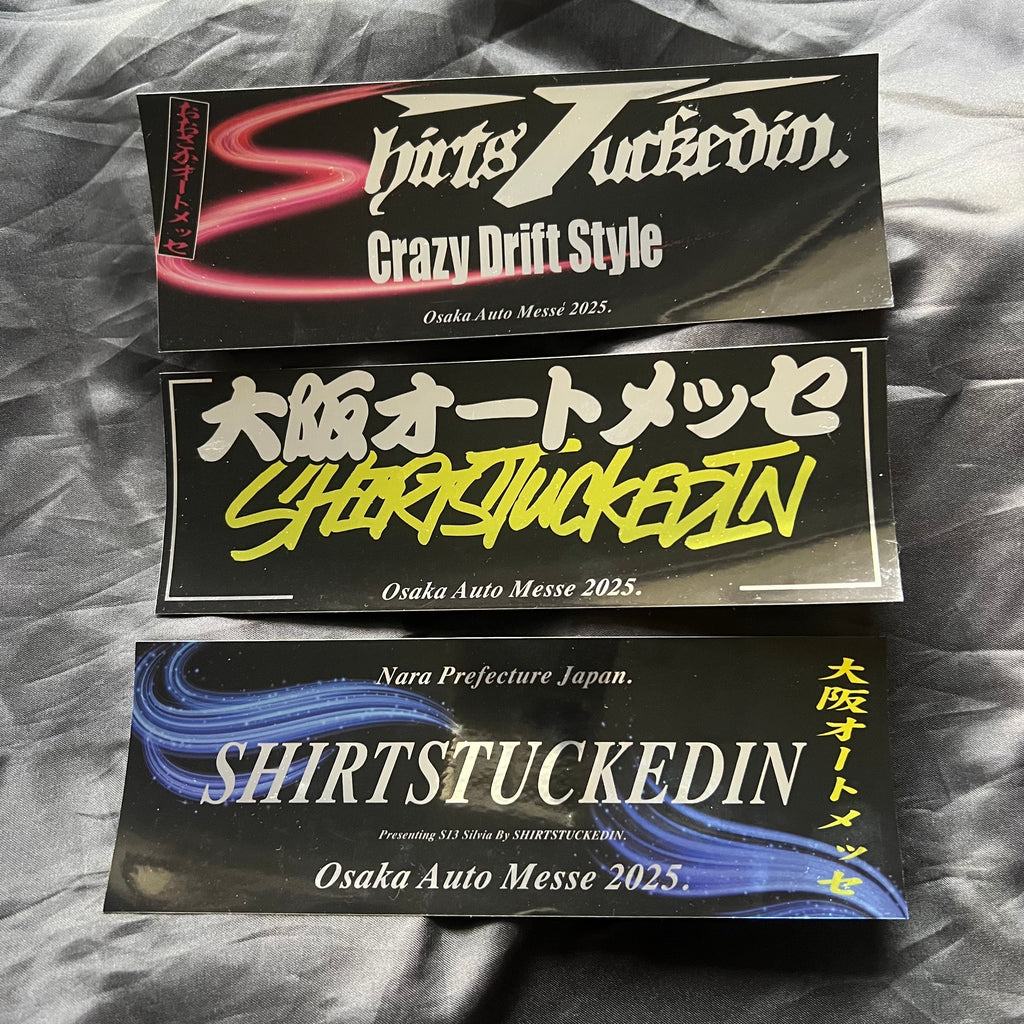 おおさかオートメッセ
ShirtsTuckedin.
Crazy Drift Style
Osaka Auto Messé 2025.
大阪オートメッセ
SHIRTSTUCKEDIN
Osaka Auto Messe 2025.
Nara Prefecture Japan.
SHIRTSTUCKEDIN
Presenting S13 Silvia By SHIRTSTUCKEDIN.
Osaka Auto Messe 2025.
大阪オートメッセ